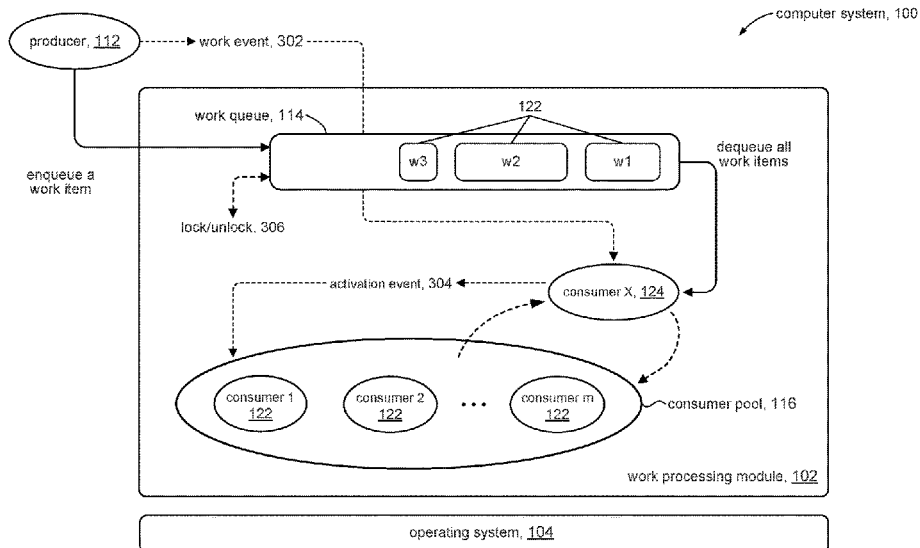 computer system, 100
producer, 112
work event, 302
work queue, 114
122
w3
w2
w1
dequeue all
work items
enqueue a
work item
lock/unlock, 306
activation event, 304
consumer X, 124
consumer 1
122
consumer 2
122
• • •
consumer m
122
consumer pool, 116
work processing module, 102
operating system, 104